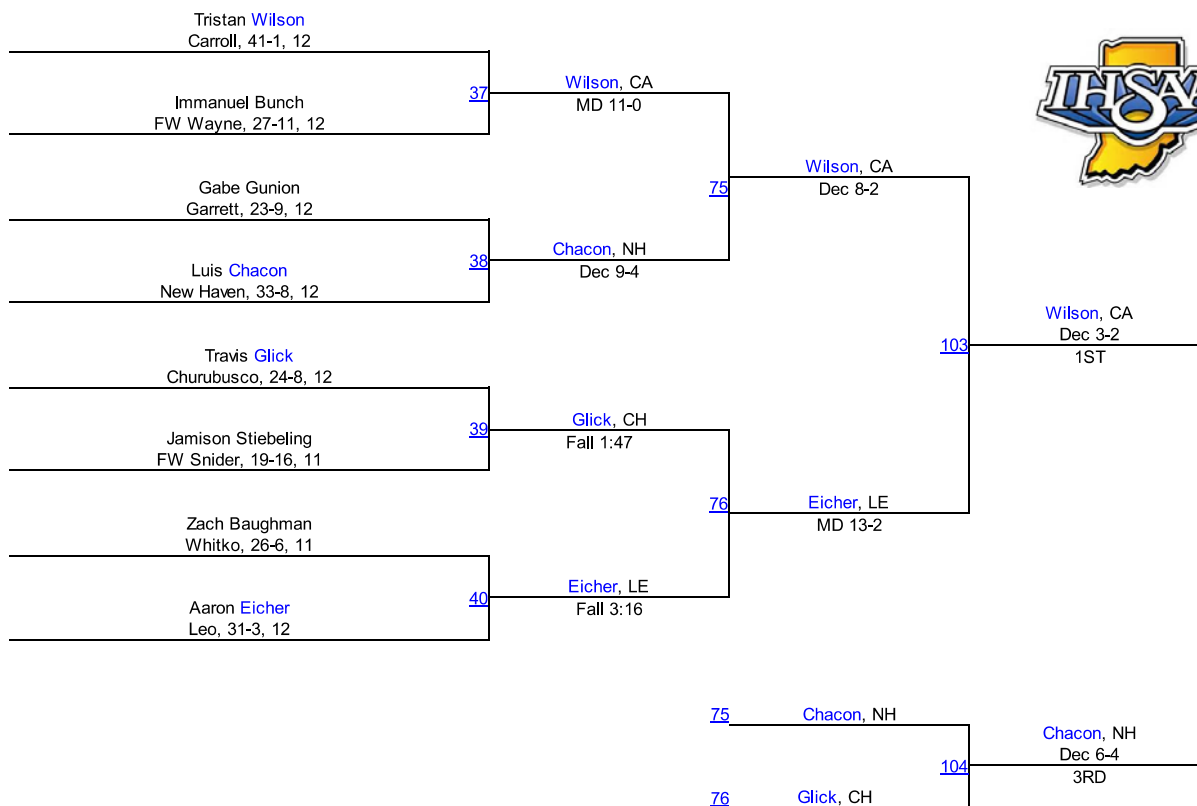 Tristan Wilson
Carroll, 41-1, 12
37
Immanuel Bunch
FW Wayne, 27-11, 12
Wilson, CA
MD 11-0
75
Gabe Gunion
Garrett, 23-9, 12
38
Luis Chacon
New Haven, 33-8, 12
Chacon, NH
Dec 9-4
Wilson, CA
Dec 8-2
103
Travis Glick
Churubusco, 24-8, 12
39
Jamison Stiebeling
FW Snider, 19-16, 11
Glick, CH
Fall 1:47
76
Zach Baughman
Whitko, 26-6, 11
40
Aaron Eicher
Leo, 31-3, 12
Eicher, LE
Fall 3:16
Eicher, LE
MD 13-2
Wilson, CA
Dec 3-2
1ST
IHSAA
75
Chacon, NH
104
76
Glick, CH
Chacon, NH
Dec 6-4
3RD